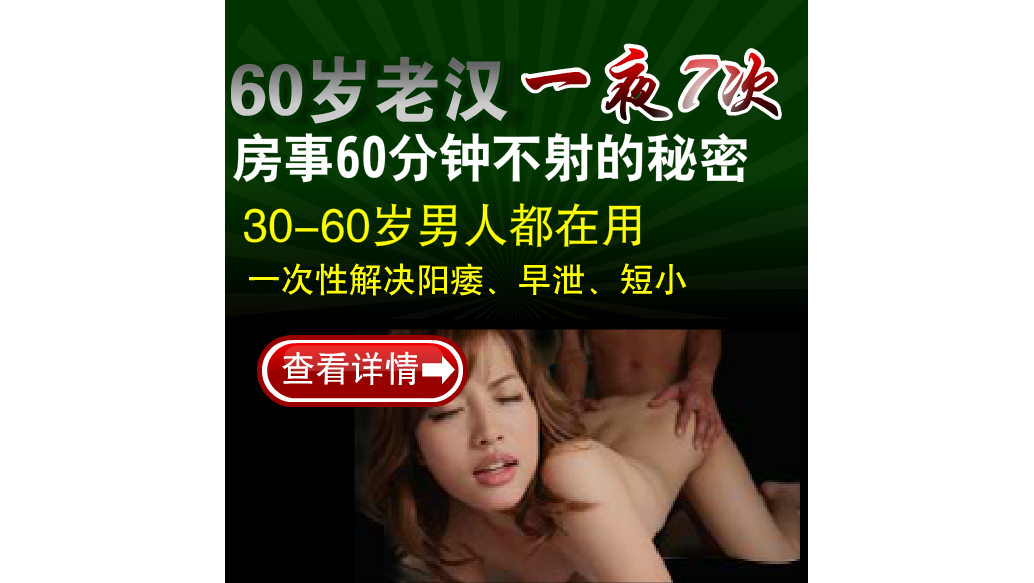 60岁老汉一夜7次
房事60分钟不射的秘密
30-60岁男人都在用
一次性解决阳痿、早泄、短小
查看详情